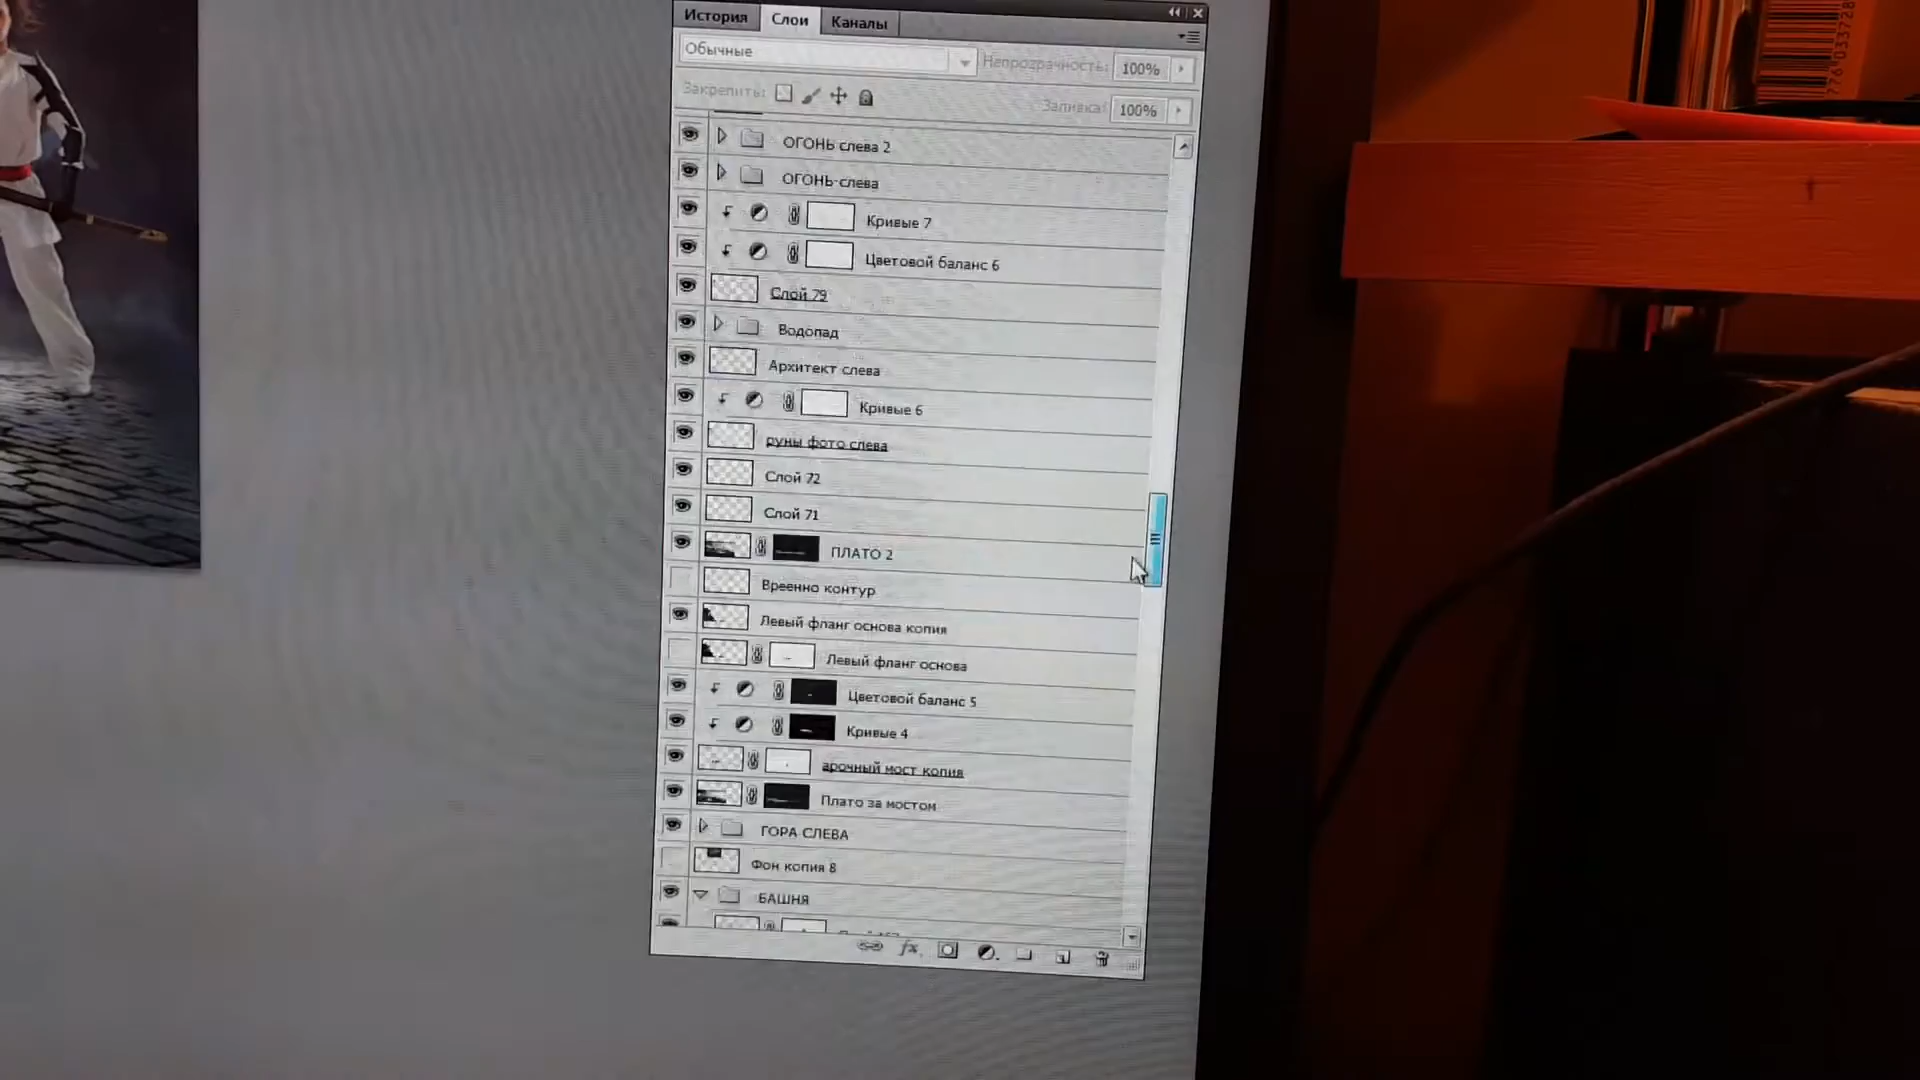 История Слои Каналы
Обычные Непрозрачность: 100%
Закрепить: Заливка: 100%
ОГОНЬ слева 2
ОГОНЬ-слева
Кривые 7
Цветовой баланс 6
Слой 79
Водопад
Архитект слева
Кривые 6
руны фото слева
Слой 72
Слой 71
ПЛАТО 2
Вреенно контур
Левый фланг основа копия
Левый фланг основа
Цветовой баланс 5
Кривые 4
арочный мост копия
Плато за мостом
ГОРА СЛЕВА
Фон копия 8
БАШНЯ
fx